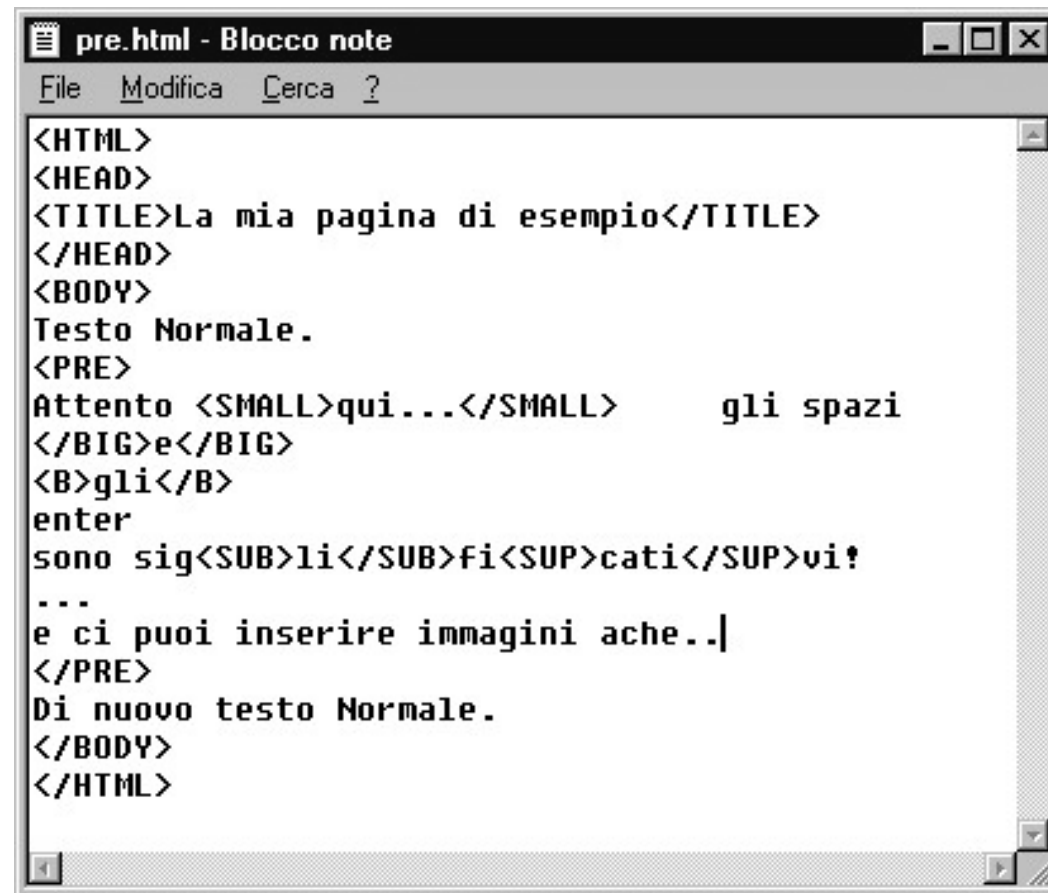 pre.html - Blocco note
File Modifica Cerca ?
<HTML>
<HEAD>
<TITLE>La mia pagina di esempio</TITLE>
</HEAD>
<BODY>
Testo Normale.
<PRE>
Attento <SMALL>qui...</SMALL>     gli spazi
</BIG>e</BIG>
<B>gli</B>
enter
sono sig<SUB>li</SUB>fi<SUP>cati</SUP>vi!
...
e ci puoi inserire immagini ache..
</PRE>
Di nuovo testo Normale.
</BODY>
</HTML>